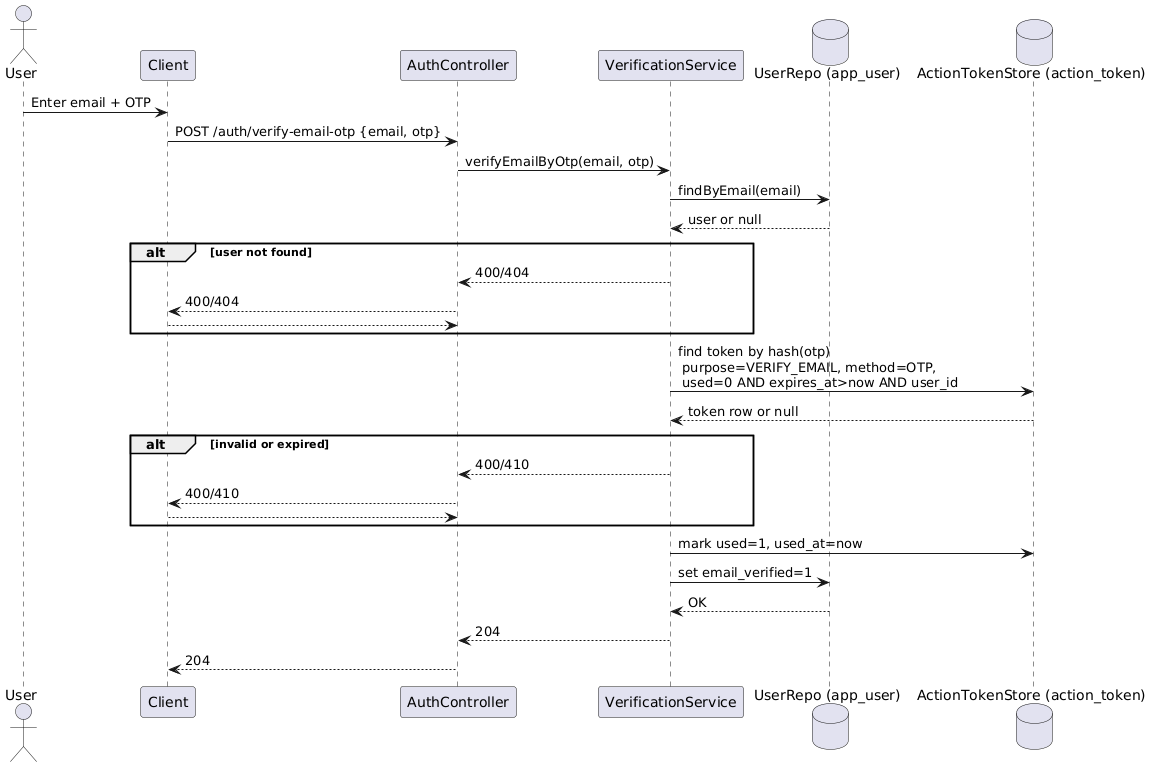 User
Client
AuthController
VerificationService
UserRepo (app_user)
ActionTokenStore (action_token)
Enter email + OTP
POST /auth/verify-email-otp {email, otp}
verifyEmailByOtp(email, otp)
findByEmail(email)
user or null
alt
[user not found]
400/404
400/404
find token by hash(otp)
purpose=VERIFY_EMAIL, method=OTP,
used=0 AND expires_at>now AND user_id
token row or null
alt
[invalid or expired]
400/410
400/410
mark used=1, used_at=now
set email_verified=1
OK
204
204
User
Client
AuthController
VerificationService
UserRepo (app_user)
ActionTokenStore (action_token)